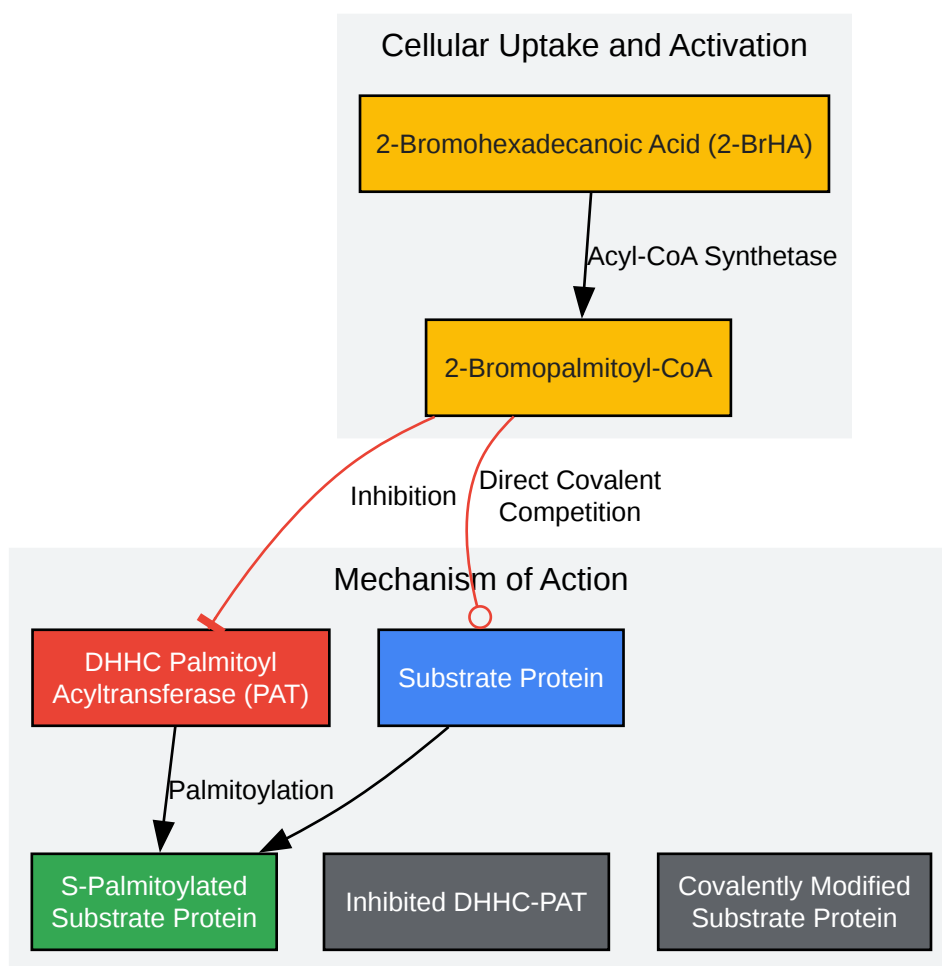 Cellular Uptake and Activation
2-Bromohexadecanoic Acid (2-BrHA)
Acyl-CoA Synthetase
2-Bromopalmitoyl-CoA
Inhibition
Direct Covalent
Competition
Mechanism of Action
DHHC Palmitoyl
Acyltransferase (PAT)
Substrate Protein
Palmitoylation
S-Palmitoylated
Substrate Protein
Inhibited DHHC-PAT
Covalently Modified
Substrate Protein